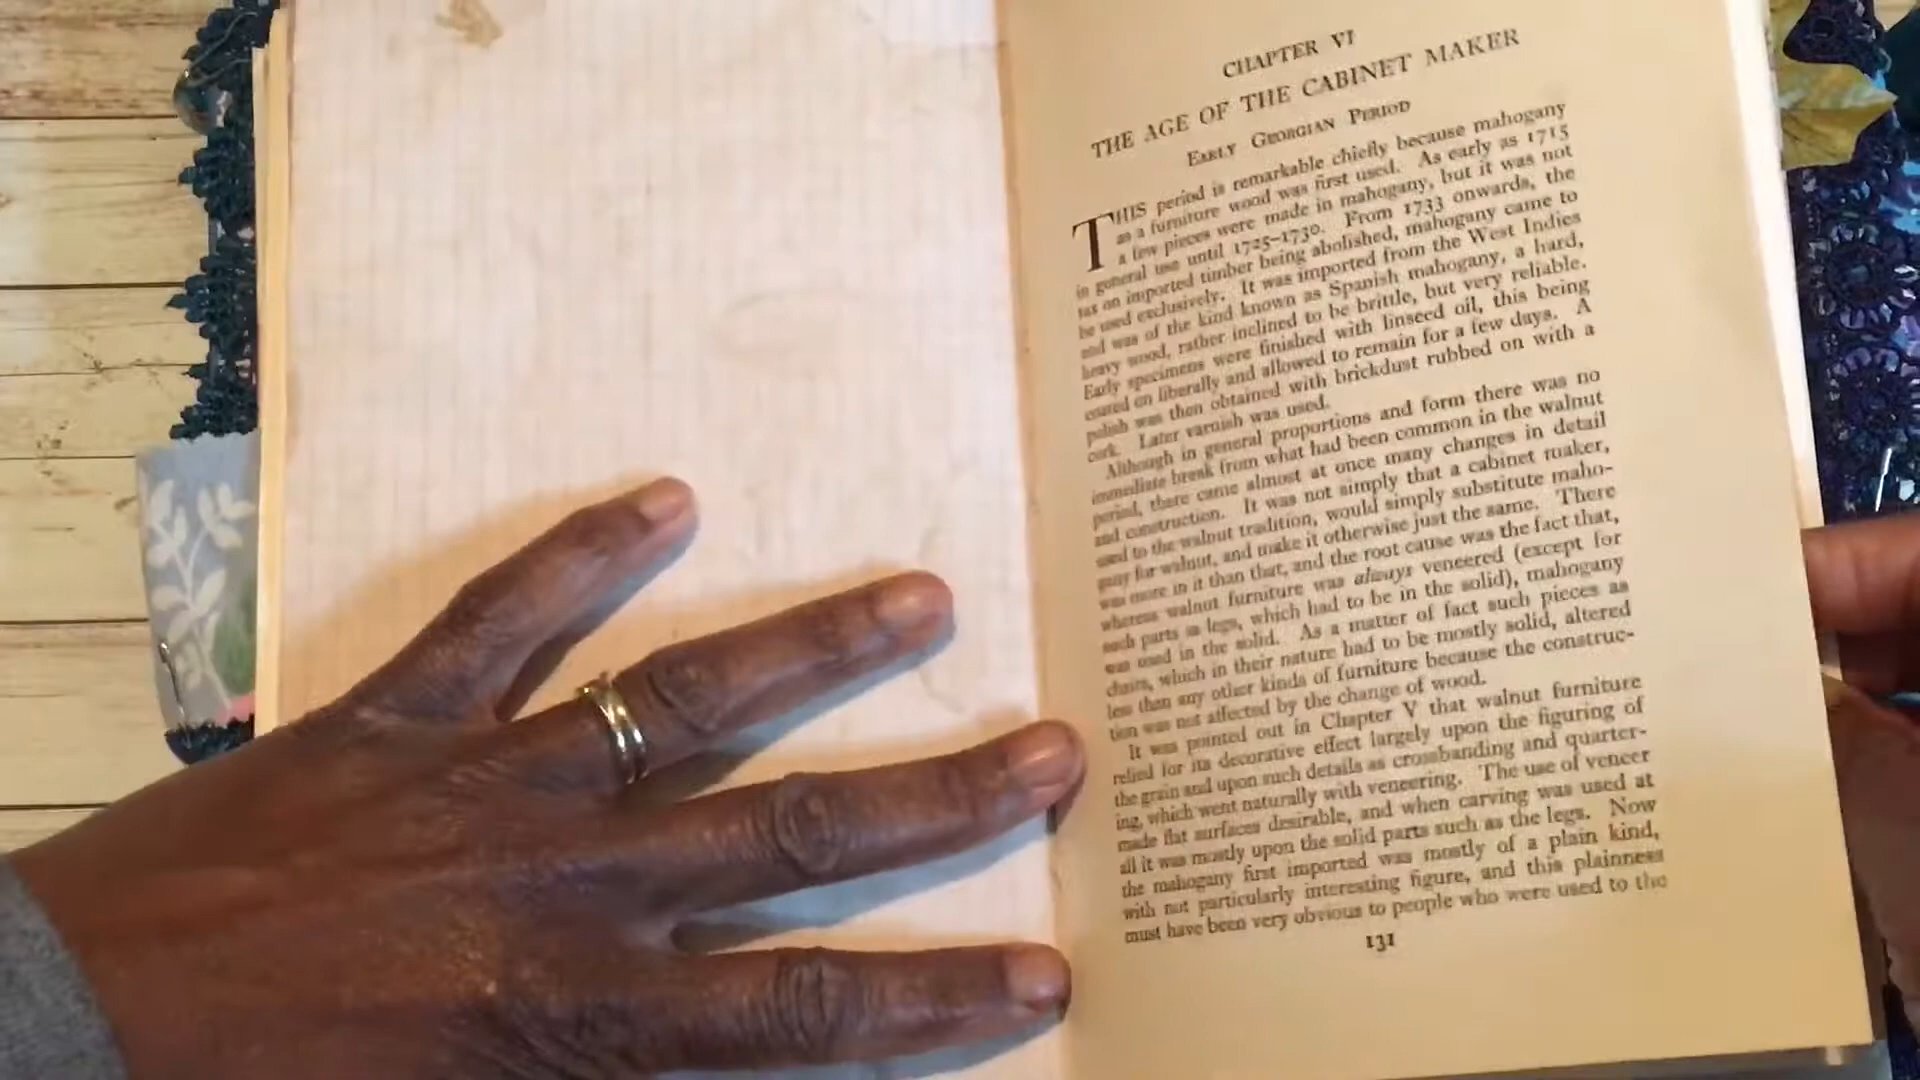 CHAPTER VI
THE AGE OF THE CABINET MAKER
EARLY GEORGIAN PERIOD
THIS period is remarkable chiefly because mahogany
as a furniture wood was first used. As early as 1715
a few pieces were made in mahogany, but it was not
in general use until 1725–1730. From 1733 onwards, the
tax on imported timber being abolished, mahogany came to
be used exclusively. It was imported from the West Indies
and was of the kind known as Spanish mahogany, a hard,
heavy wood, rather inclined to be brittle, but very reliable.
Early specimens were finished with linseed oil, this being
coated on liberally and allowed to remain for a few days. A
polish was then obtained with brickdust rubbed on with a
cork. Later varnish was used.
Although in general proportions and form there was no
immediate break from what had been common in the walnut
period, there came almost at once many changes in detail
and construction. It was not simply that a cabinet maker,
used to the walnut tradition, would simply substitute maho-
gany for walnut, and make it otherwise just the same. There
was more in it than that, and the root cause was the fact that,
whereas walnut furniture was always veneered (except for
such parts as legs, which had to be in the solid), mahogany
was used in the solid. As a matter of fact such pieces as
chairs, which in their nature had to be mostly solid, altered
less than any other kinds of furniture because the construc-
tion was not affected by the change of wood.
It was pointed out in Chapter V that walnut furniture
relied for its decorative effect largely upon the figuring of
the grain and upon such details as crossbanding and quarter-
ing, which went naturally with veneering. The use of veneer
made flat surfaces desirable, and when carving was used at
all it was mostly upon the solid parts such as the legs. Now
the mahogany first imported was mostly of a plain kind,
with not particularly interesting figure, and this plainness
must have been very obvious to people who were used to the
131